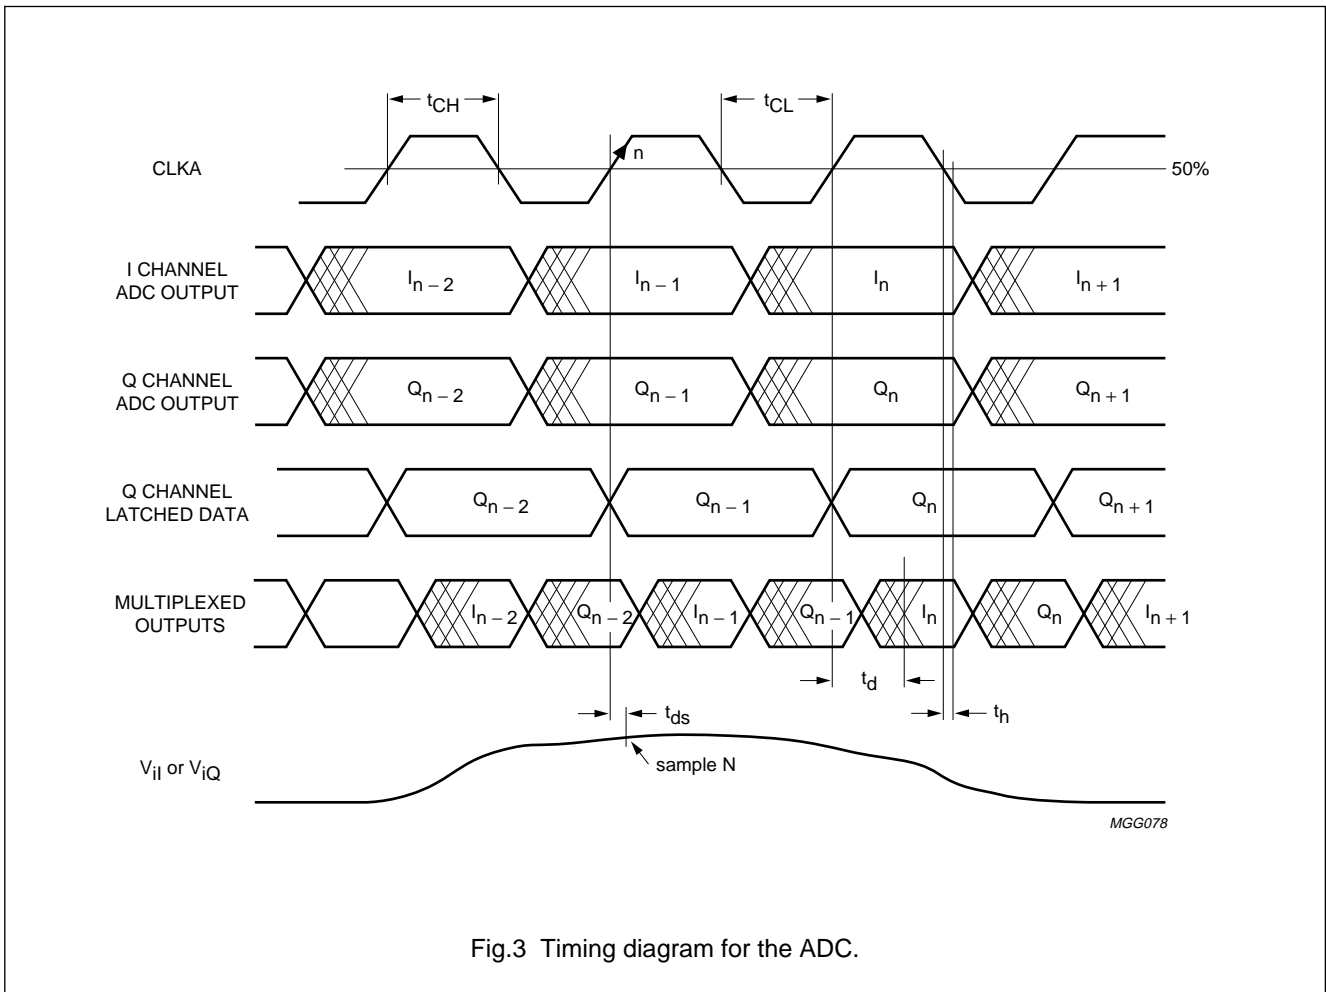 tCH tCL
n
CLKA 50%
I CHANNEL
ADC OUTPUT
In – 2 In – 1 In In + 1
Q CHANNEL
ADC OUTPUT
Qn – 2 Qn – 1 Qn Qn + 1
Q CHANNEL
LATCHED DATA
Qn – 2 Qn – 1 Qn Qn + 1
MULTIPLEXED
OUTPUTS
In – 2 Qn – 2 In – 1 Qn – 1 In Qn In + 1
td
tds th
sample N
ViI or ViQ
MGG078
Fig.3 Timing diagram for the ADC.